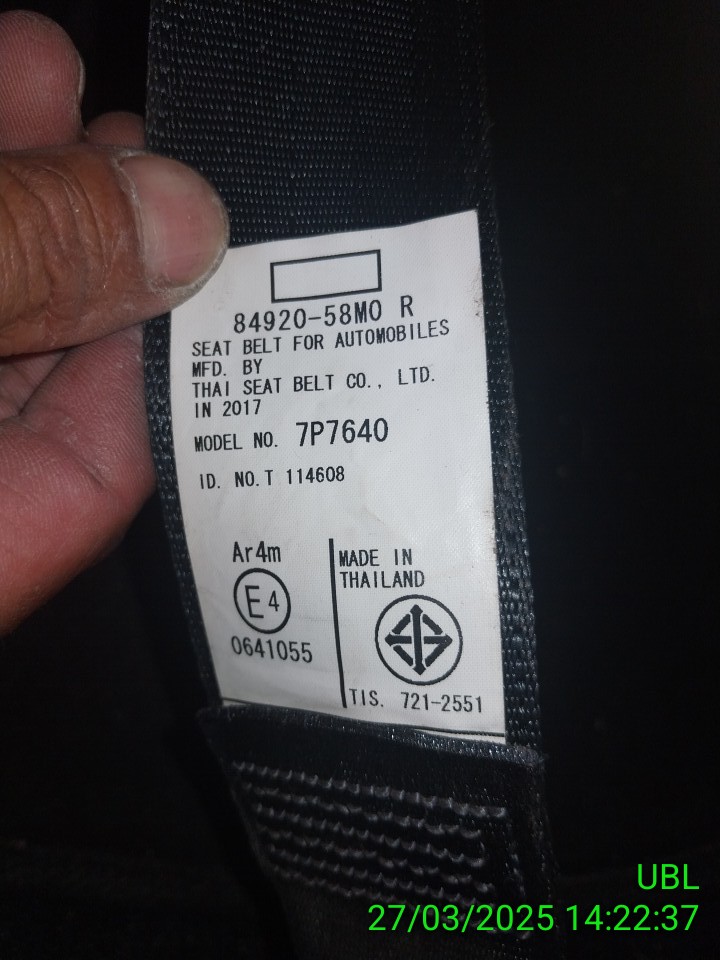 84920-58M0 R
SEAT BELT FOR AUTOMOBILES
MFD. BY
THAI SEAT BELT CO., LTD.
IN 2017
MODEL NO. 7P7640
ID. NO.T 114608
Ar4m
E4
0641055
MADE IN
THAILAND
TIS. 721-2551
UBL
27/03/2025 14:22:37